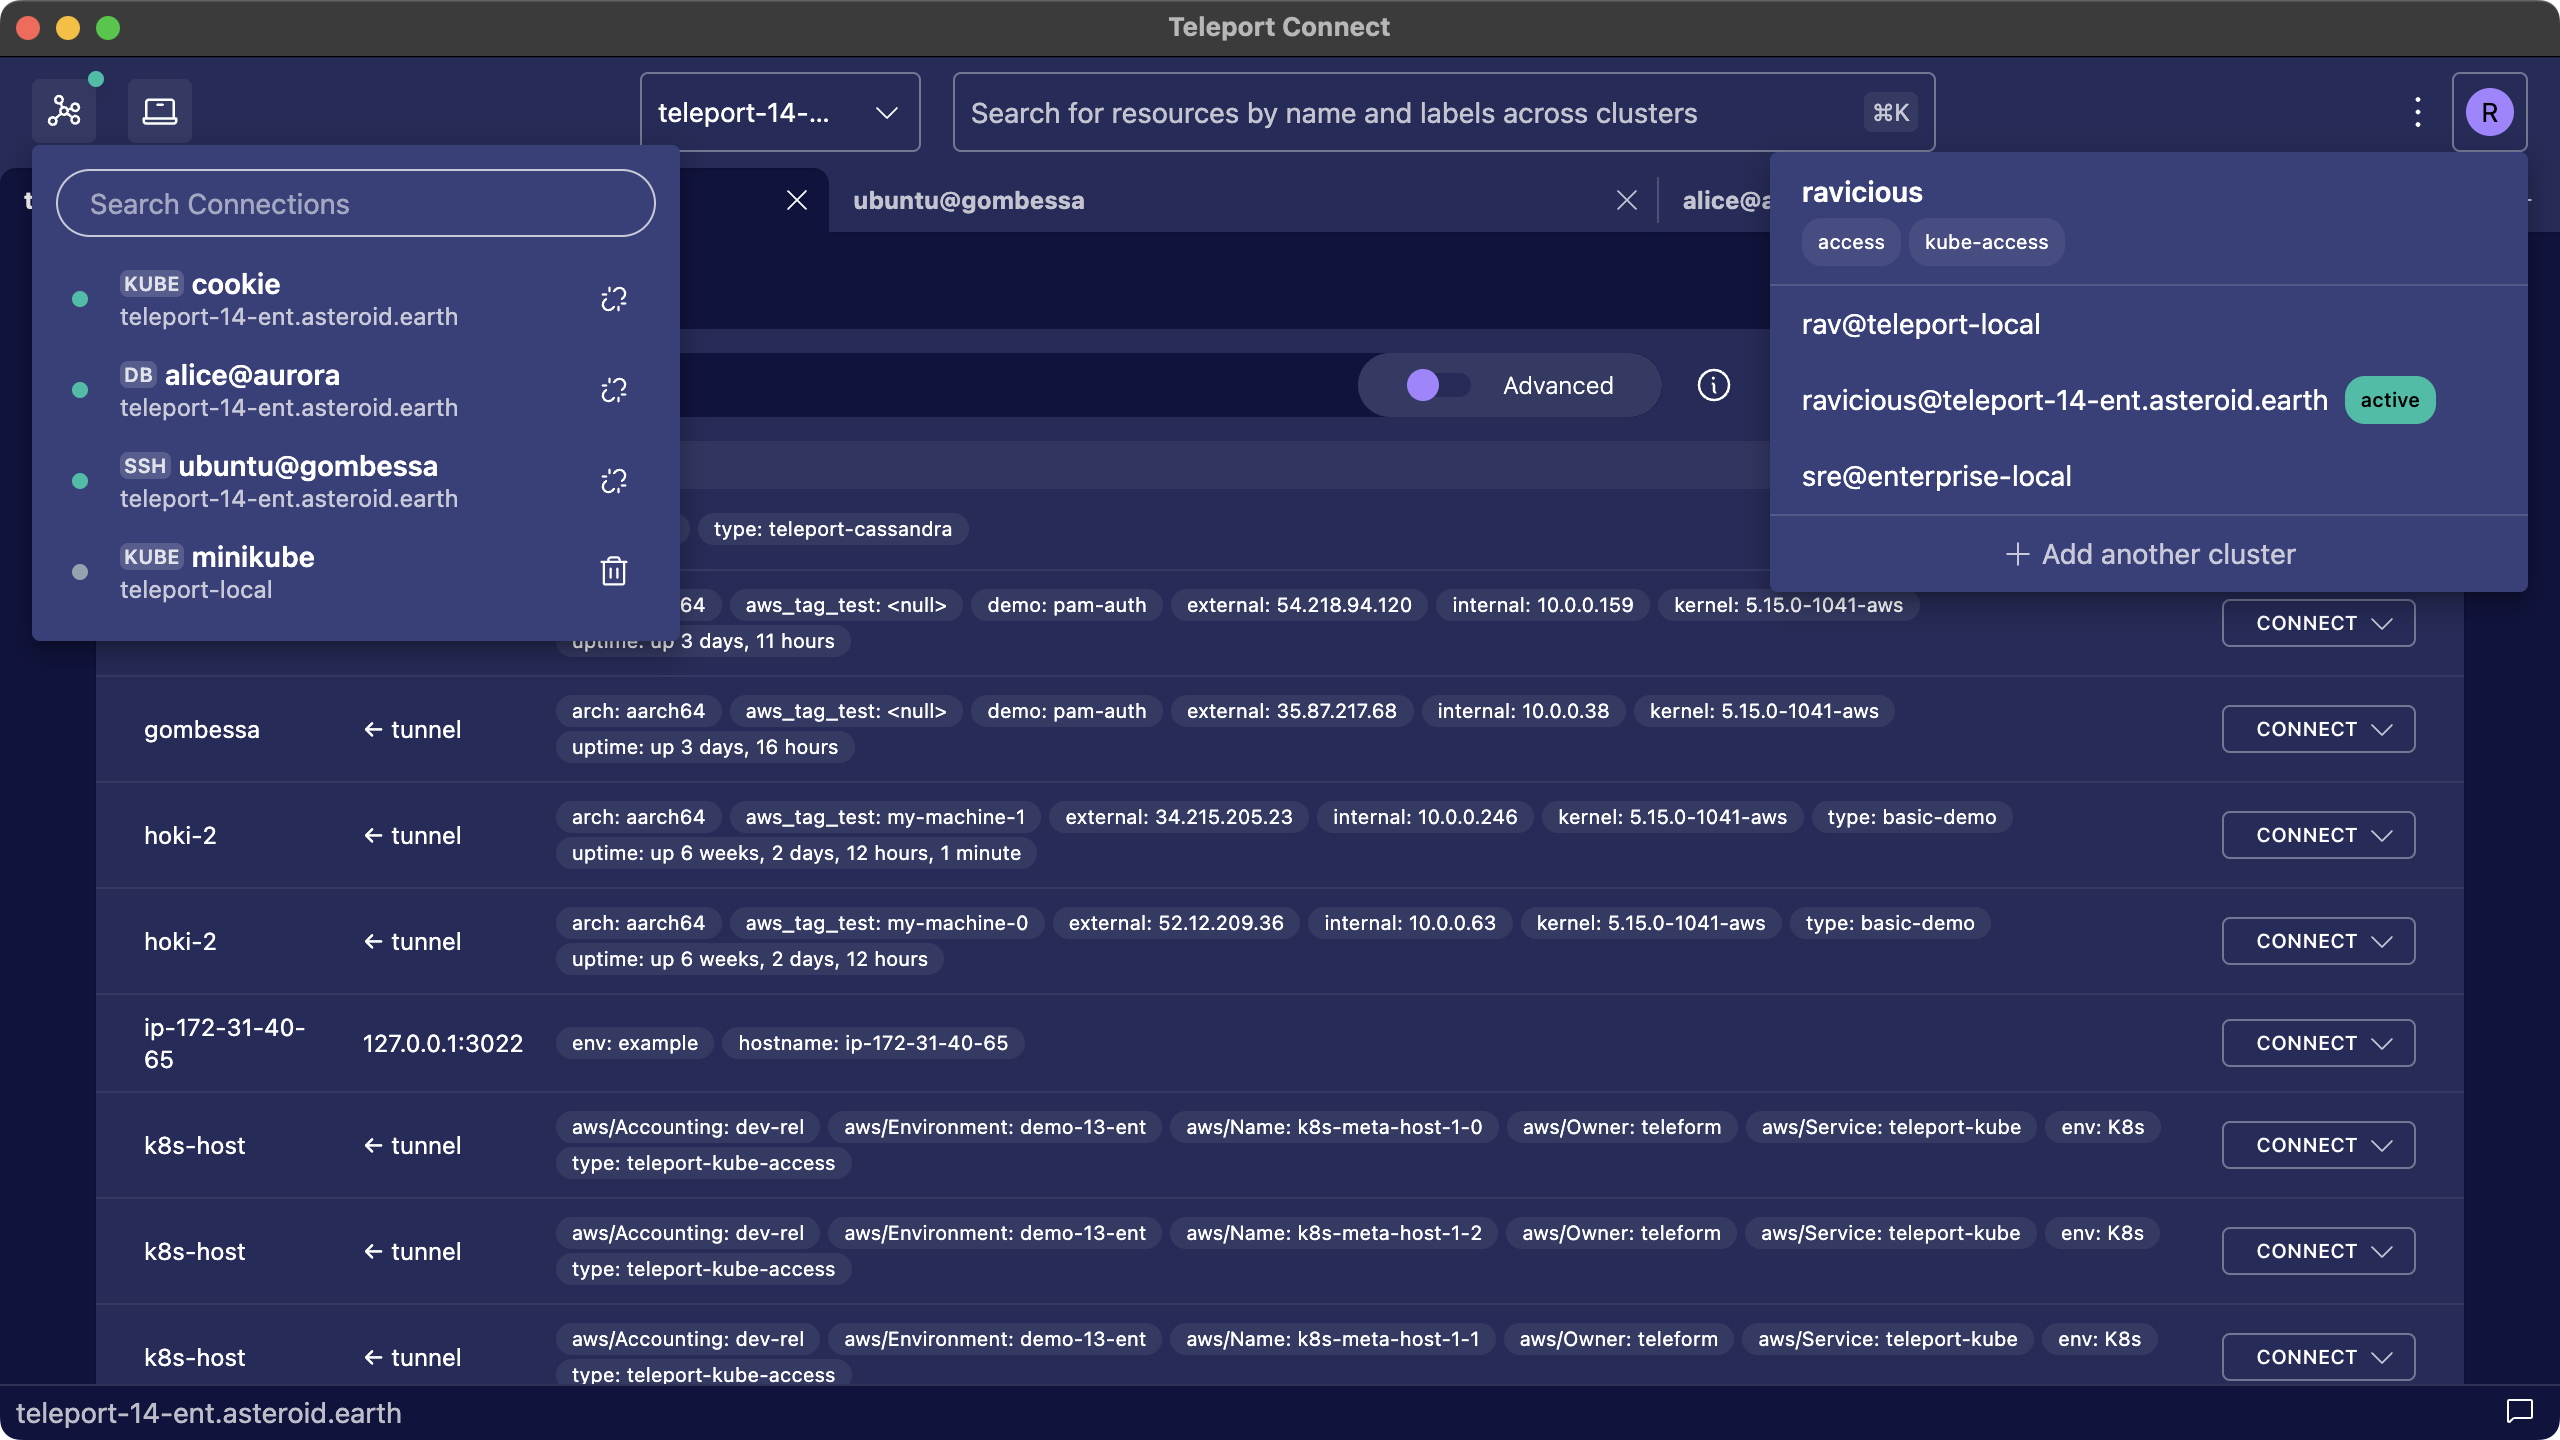 Teleport Connect
teleport-14-...
Search for resources by name and labels across clusters
⌘K
R
ubuntu@gombessa
Search Connections
KUBE cookie
teleport-14-ent.asteroid.earth
DB alice@aurora
teleport-14-ent.asteroid.earth
SSH ubuntu@gombessa
teleport-14-ent.asteroid.earth
KUBE minikube
teleport-local
ravicious
access kube-access
rav@teleport-local
ravicious@teleport-14-ent.asteroid.earth active
sre@enterprise-local
+ Add another cluster
Advanced
type: teleport-cassandra
64 aws_tag_test: <null> demo: pam-auth external: 54.218.94.120 internal: 10.0.0.159 kernel: 5.15.0-1041-aws
uptime: up 3 days, 11 hours
CONNECT
gombessa ← tunnel
arch: aarch64 aws_tag_test: <null> demo: pam-auth external: 35.87.217.68 internal: 10.0.0.38 kernel: 5.15.0-1041-aws
uptime: up 3 days, 16 hours
CONNECT
hoki-2 ← tunnel
arch: aarch64 aws_tag_test: my-machine-1 external: 34.215.205.23 internal: 10.0.0.246 kernel: 5.15.0-1041-aws type: basic-demo
uptime: up 6 weeks, 2 days, 12 hours, 1 minute
CONNECT
hoki-2 ← tunnel
arch: aarch64 aws_tag_test: my-machine-0 external: 52.12.209.36 internal: 10.0.0.63 kernel: 5.15.0-1041-aws type: basic-demo
uptime: up 6 weeks, 2 days, 12 hours
CONNECT
ip-172-31-40-
65
127.0.0.1:3022
env: example hostname: ip-172-31-40-65
CONNECT
k8s-host ← tunnel
aws/Accounting: dev-rel aws/Environment: demo-13-ent aws/Name: k8s-meta-host-1-0 aws/Owner: teleform aws/Service: teleport-kube env: K8s
type: teleport-kube-access
CONNECT
k8s-host ← tunnel
aws/Accounting: dev-rel aws/Environment: demo-13-ent aws/Name: k8s-meta-host-1-2 aws/Owner: teleform aws/Service: teleport-kube env: K8s
type: teleport-kube-access
CONNECT
k8s-host ← tunnel
aws/Accounting: dev-rel aws/Environment: demo-13-ent aws/Name: k8s-meta-host-1-1 aws/Owner: teleform aws/Service: teleport-kube env: K8s
type: teleport-kube-access
CONNECT
teleport-14-ent.asteroid.earth